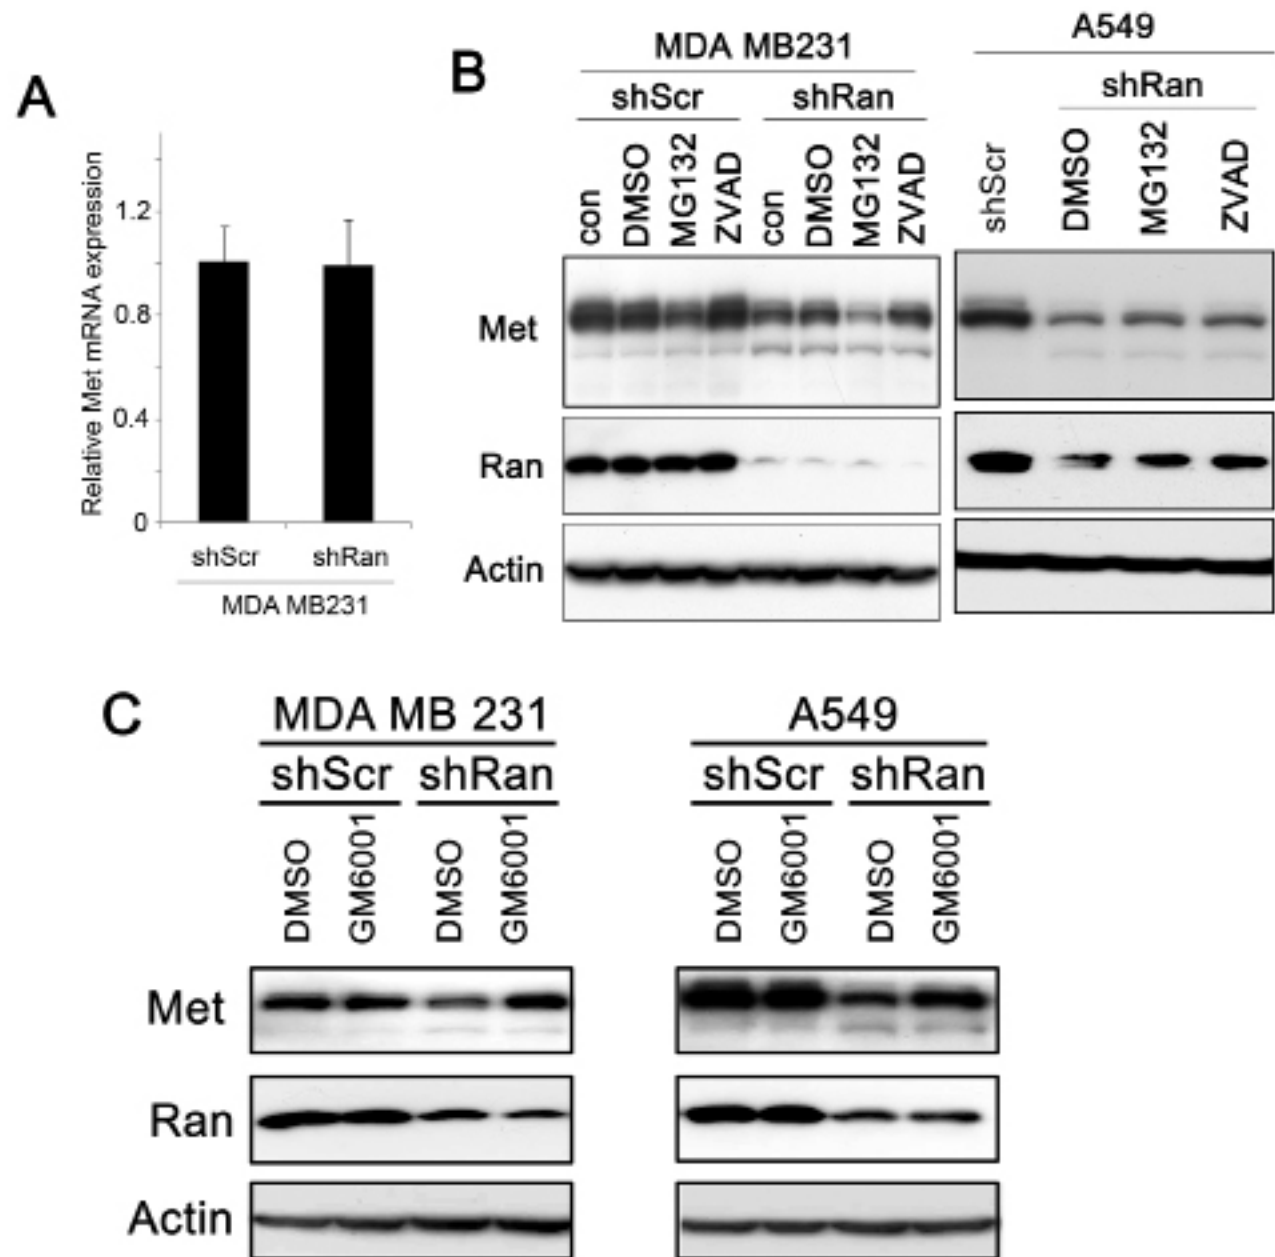 A
Relative Met mRNA expression
1.2
0.8
0.4
0
shScr shRan
MDA MB231
B
MDA MB231
shScr shRan
con DMSO MG132 ZVAD con DMSO MG132 ZVAD
A549
shRan
shScr DMSO MG132 ZVAD
Met
Ran
Actin
C
MDA MB 231 A549
shScr shRan shScr shRan
DMSO GM6001 DMSO GM6001 DMSO GM6001 DMSO GM6001
Met
Ran
Actin